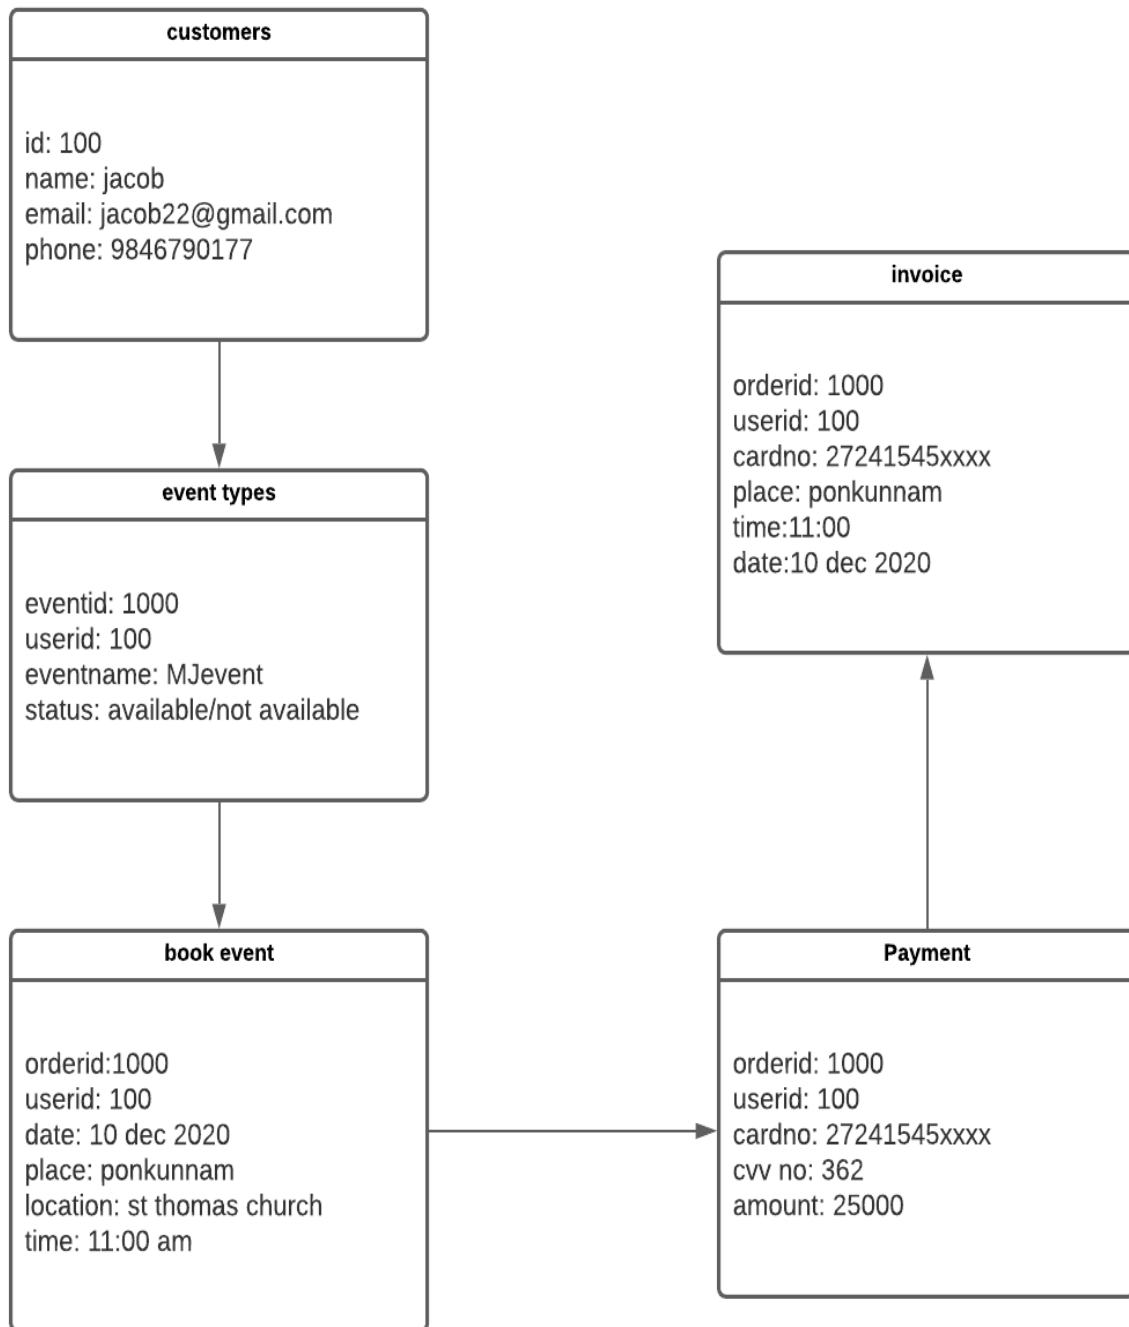 customers
id: 100
name: jacob
email: jacob22@gmail.com
phone: 9846790177
event types
eventid: 1000
userid: 100
eventname: MJevent
status: available/not available
book event
orderid:1000
userid: 100
date: 10 dec 2020
place: ponkunnam
location: st thomas church
time: 11:00 am
Payment
orderid: 1000
userid: 100
cardno: 27241545xxxx
cvv no: 362
amount: 25000
invoice
orderid: 1000
userid: 100
cardno: 27241545xxxx
place: ponkunnam
time:11:00
date:10 dec 2020